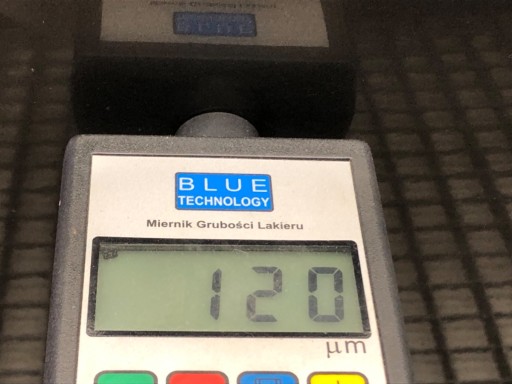 BLUE
TECHNOLOGY
Miernik Grubości Lakieru
120
μm